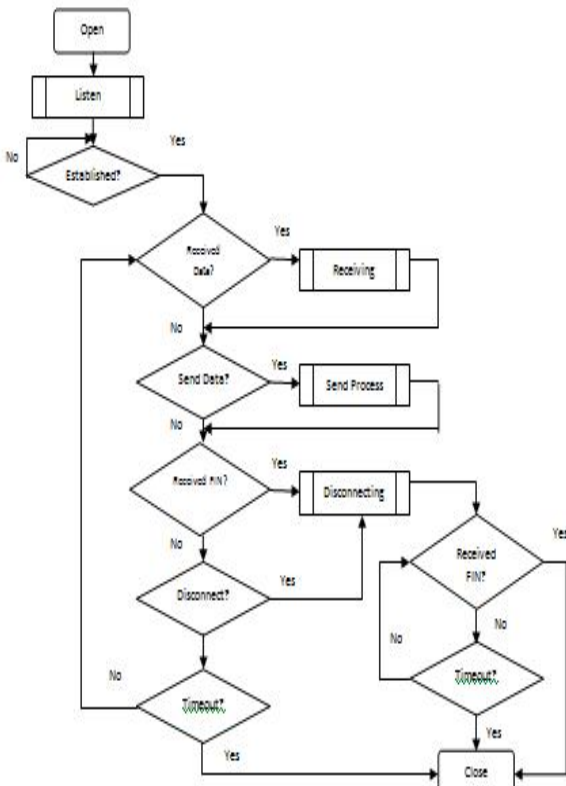 Open
Listen
No
Yes
Established?
Received
Data?
Yes
Receiving
No
Send Data?
Yes
Send Process
No
Received FIN?
Yes
Disconnecting
No
Received
FIN?
Yes
Disconnect?
Yes
No
No
Timeout?
No
Timeout?
Yes
Yes
Close